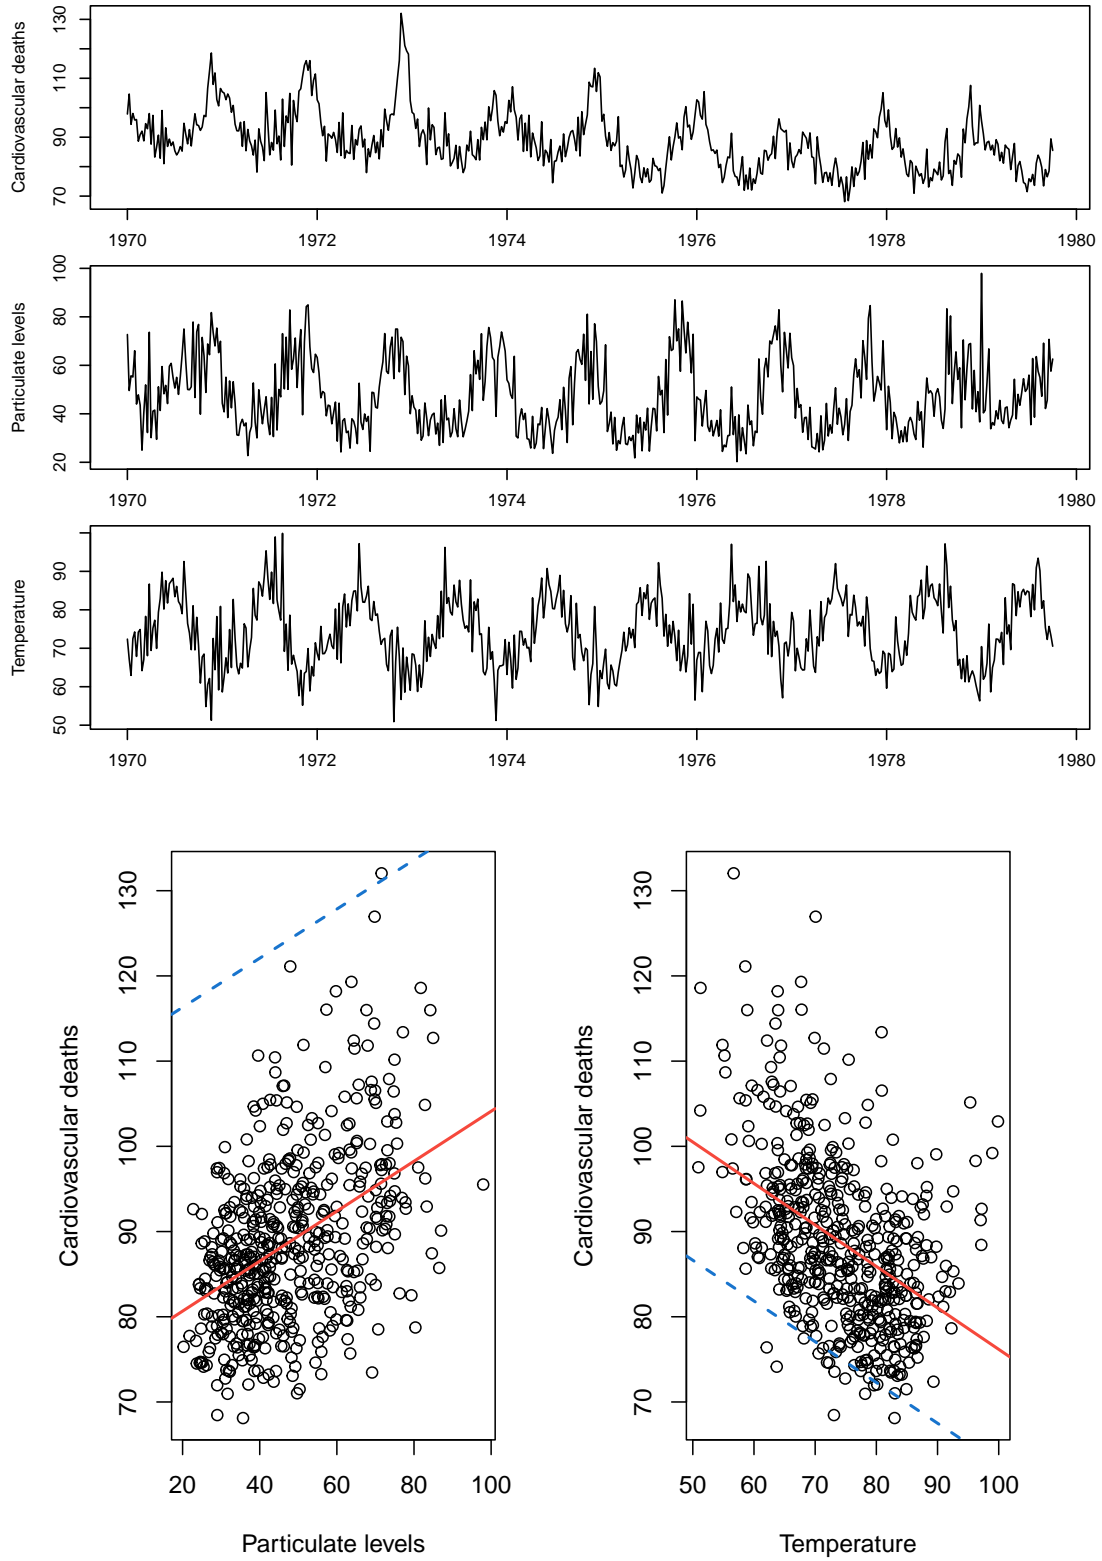 Cardiovascular deaths
130
110
90
70
1970 1972 1974 1976 1978 1980
Particulate levels
100
80
60
40
20
1970 1972 1974 1976 1978 1980
Temperature
90
80
70
60
50
1970 1972 1974 1976 1978 1980
Cardiovascular deaths
130
120
110
100
90
80
70
20 40 60 80 100
Particulate levels
Cardiovascular deaths
130
120
110
100
90
80
70
50 60 70 80 90 100
Temperature